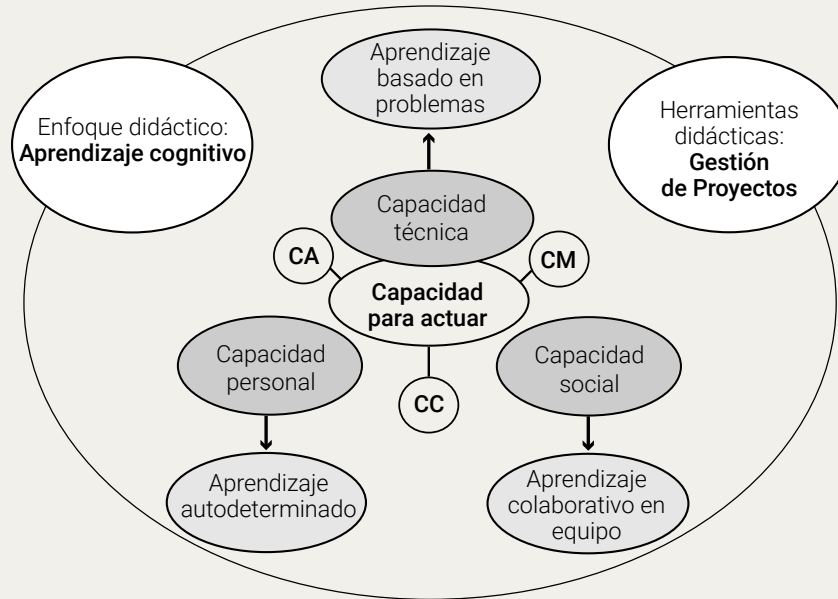 Aprendizaje
basado en
problemas
Enfoque didáctico:
Aprendizaje cognitivo
Herramientas
didácticas:
Gestión
de Proyectos
Capacidad
técnica
CA
CM
Capacidad
para actuar
Capacidad
personal
Capacidad
social
CC
Aprendizaje
autodeterminado
Aprendizaje
colaborativo en
equipo